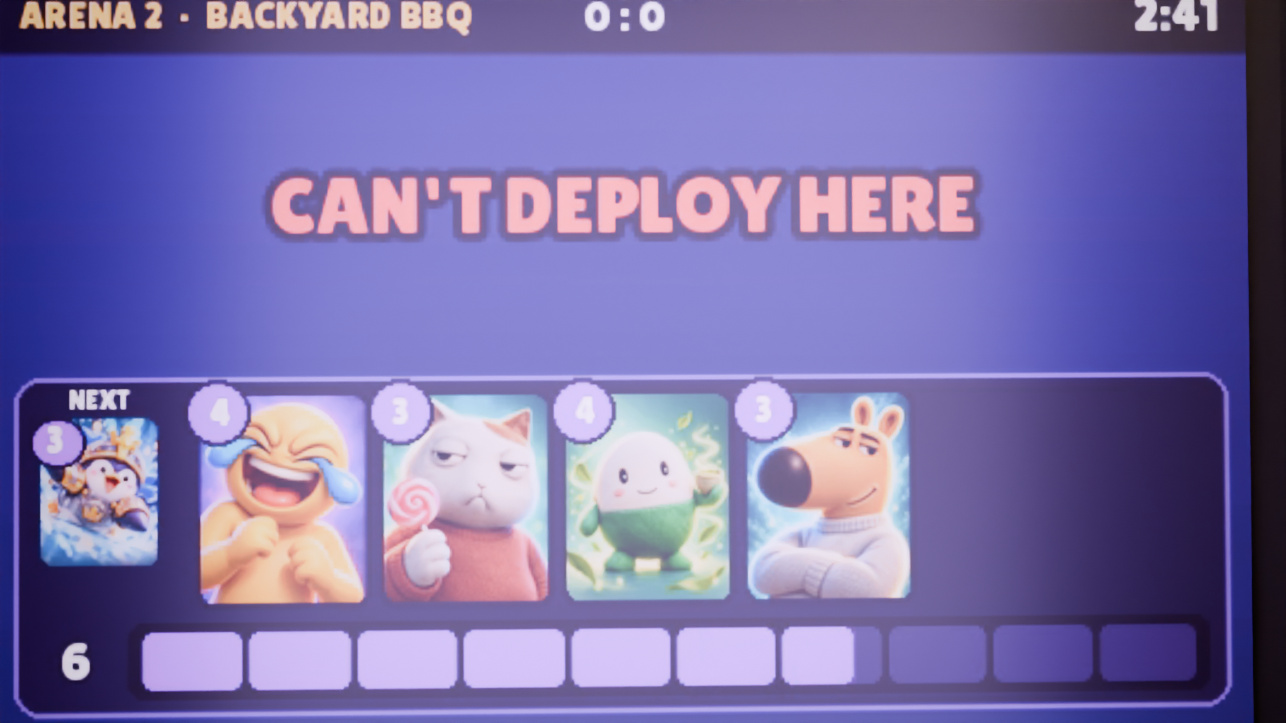 ARENA 2 · BACKYARD BBQ 0:0 2:41
CAN'T DEPLOY HERE
NEXT
3 4 3 4 3
6